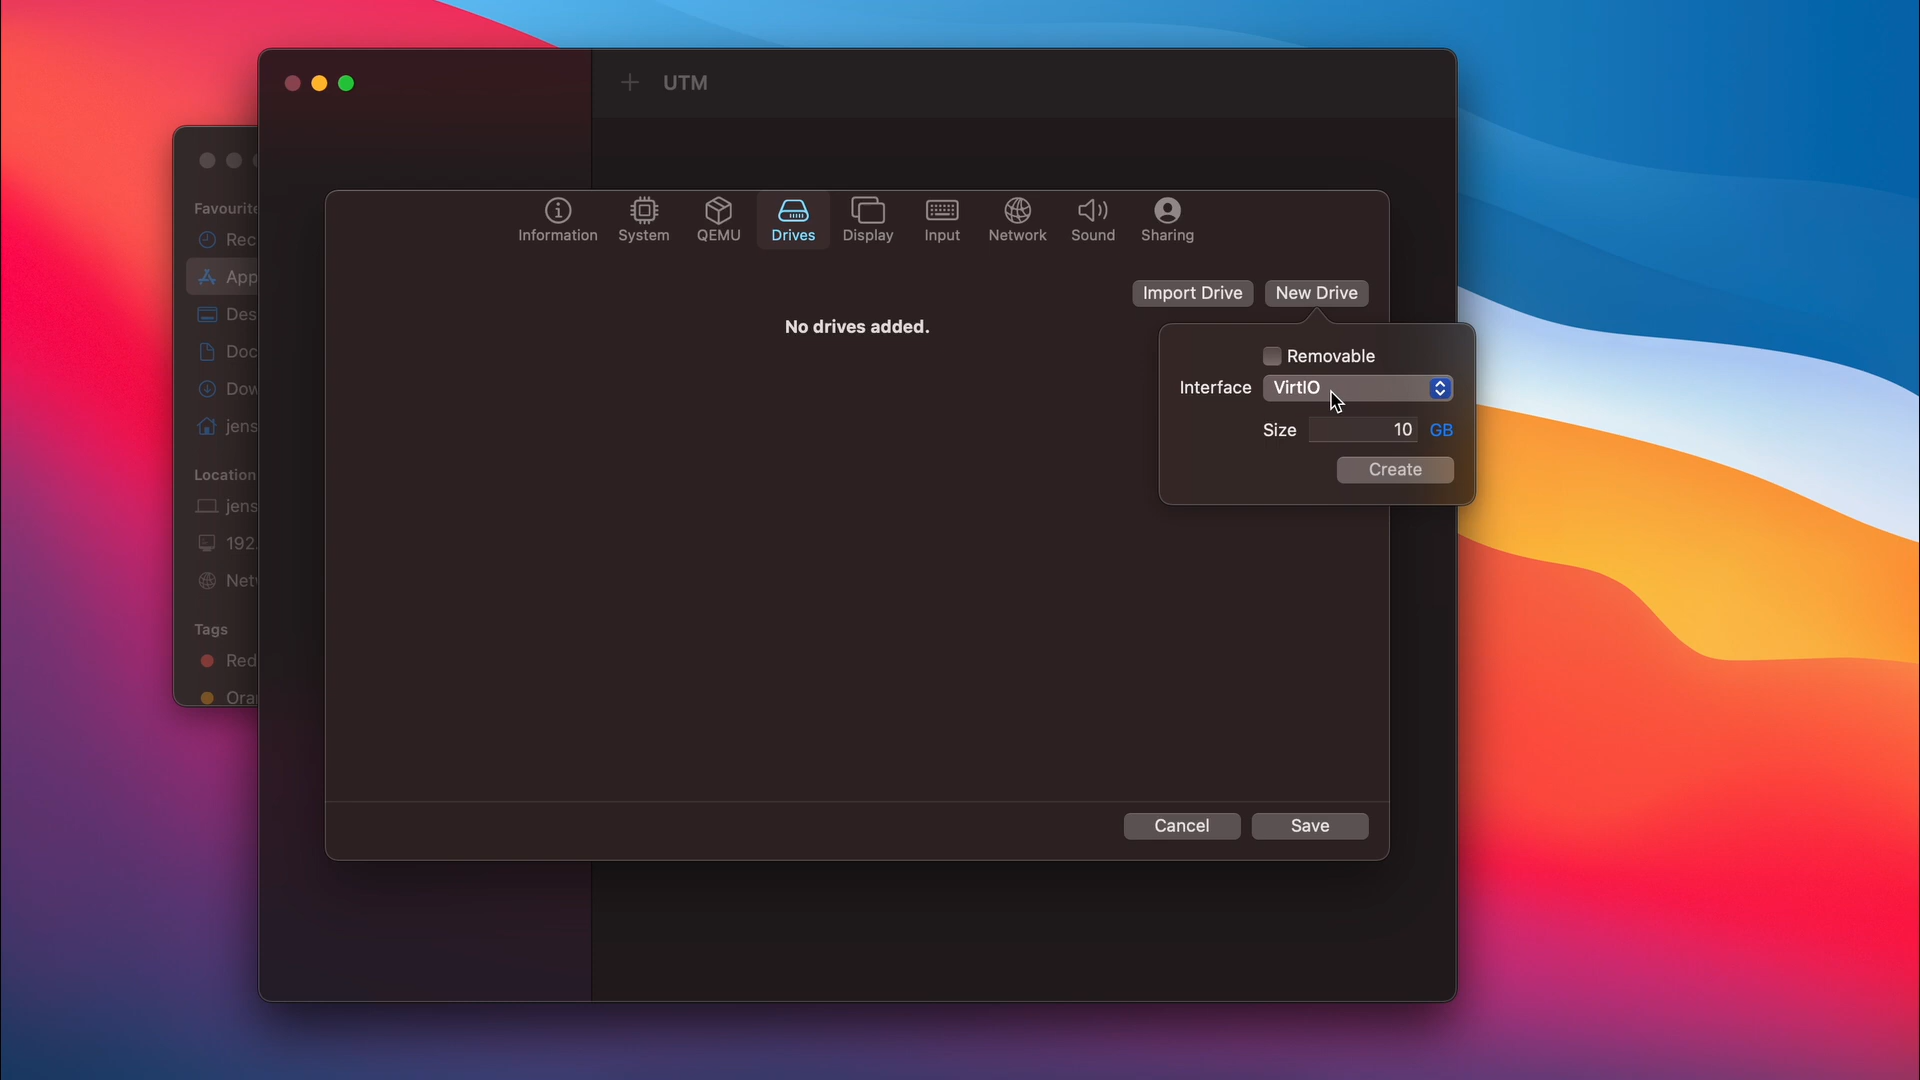 UTM
Favourite
Rec
App
Des
Doc
Dow
jens
Location
jens
192.
Net
Tags
Red
Ora
Information System QEMU Drives Display Input Network Sound Sharing
Import Drive New Drive
No drives added.
Removable
Interface VirtIO
Size 10 GB
Create
Cancel Save